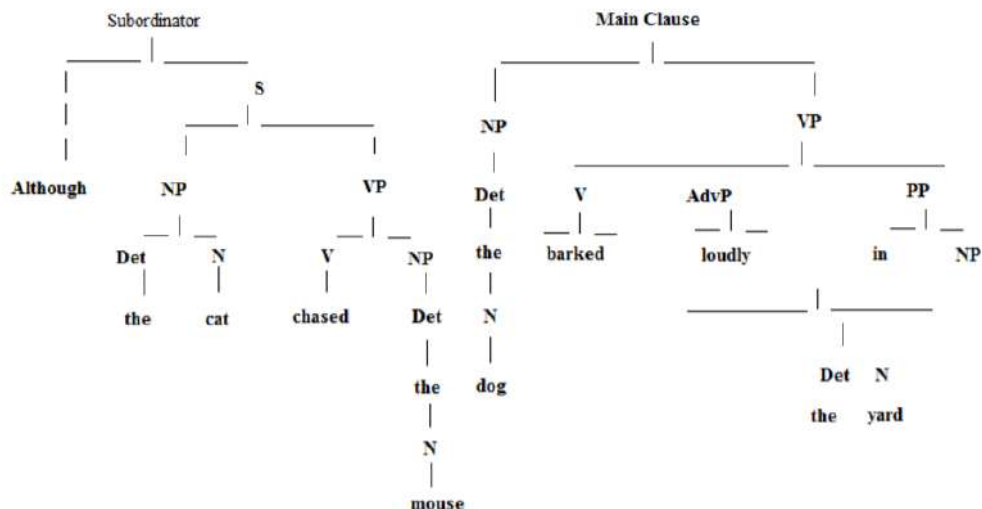 Subordinator Main Clause
S
NP VP
Although NP VP Det V AdvP PP
Det N V NP the barked loudly in NP
the cat chased Det N
the dog Det N
the yard
N
mouse